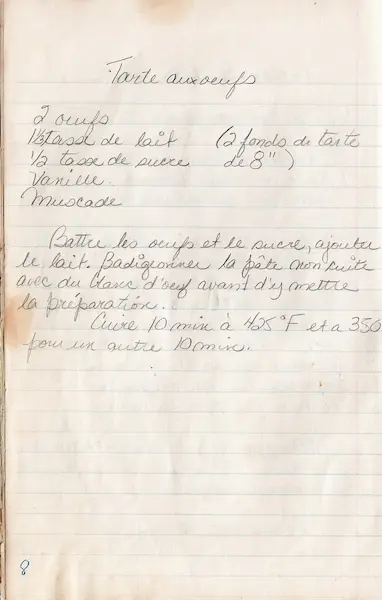 Tarte aux oeufs
2 oeufs
1½ tasse de lait (2 fonds de tarte
½ tasse de sucre de 8")
Vanille
Muscade
Battre les oeufs et le sucre, ajouter
le lait. Badigeonner la pâte non cuite
avec du blanc d'oeuf avant d'y mettre
la préparation.
Cuire 10 min à 425°F et a 350
pour un autre 10 min.
8